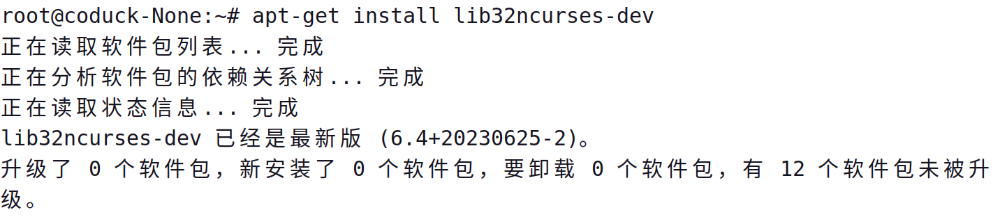 root@coduck-None:~# apt-get install lib32ncurses-dev
正在读取软件包列表... 完成
正在分析软件包的依赖关系树... 完成
正在读取状态信息... 完成
lib32ncurses-dev 已经是最新版 (6.4+20230625-2)。
升级了 0 个软件包，新安装了 0 个软件包，要卸载 0 个软件包，有 12 个软件包未被升
级。